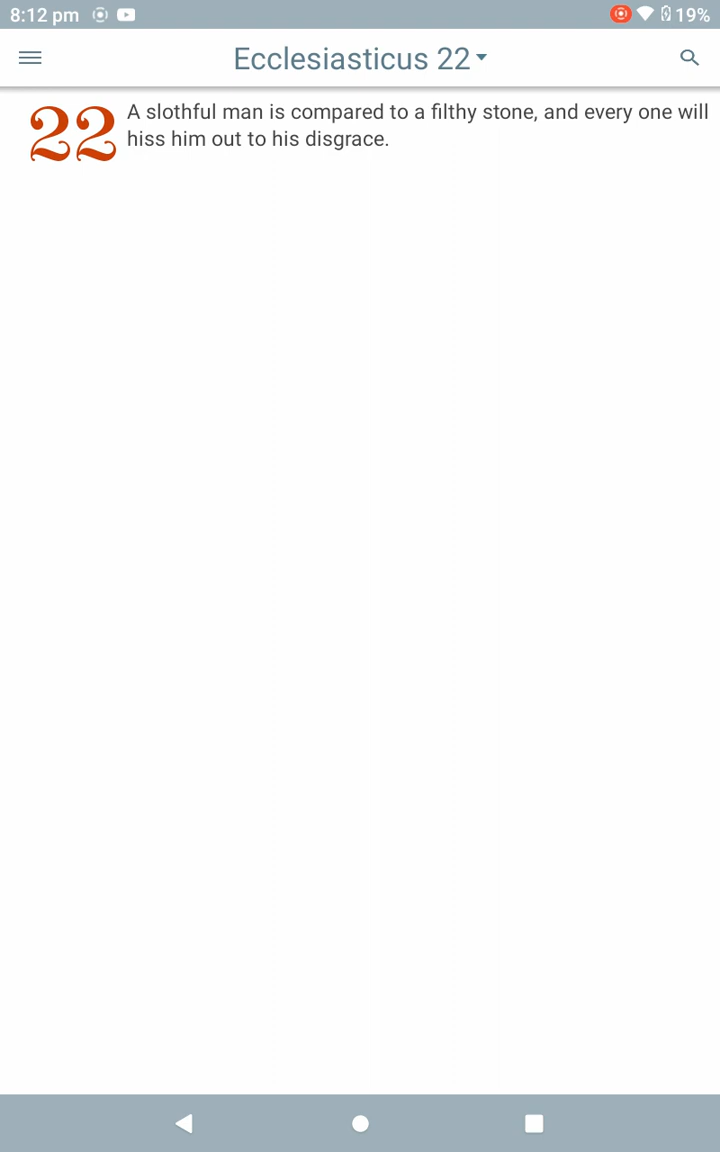 8:12 pm 19%
Ecclesiasticus 22
22 A slothful man is compared to a filthy stone, and every one will
hiss him out to his disgrace.